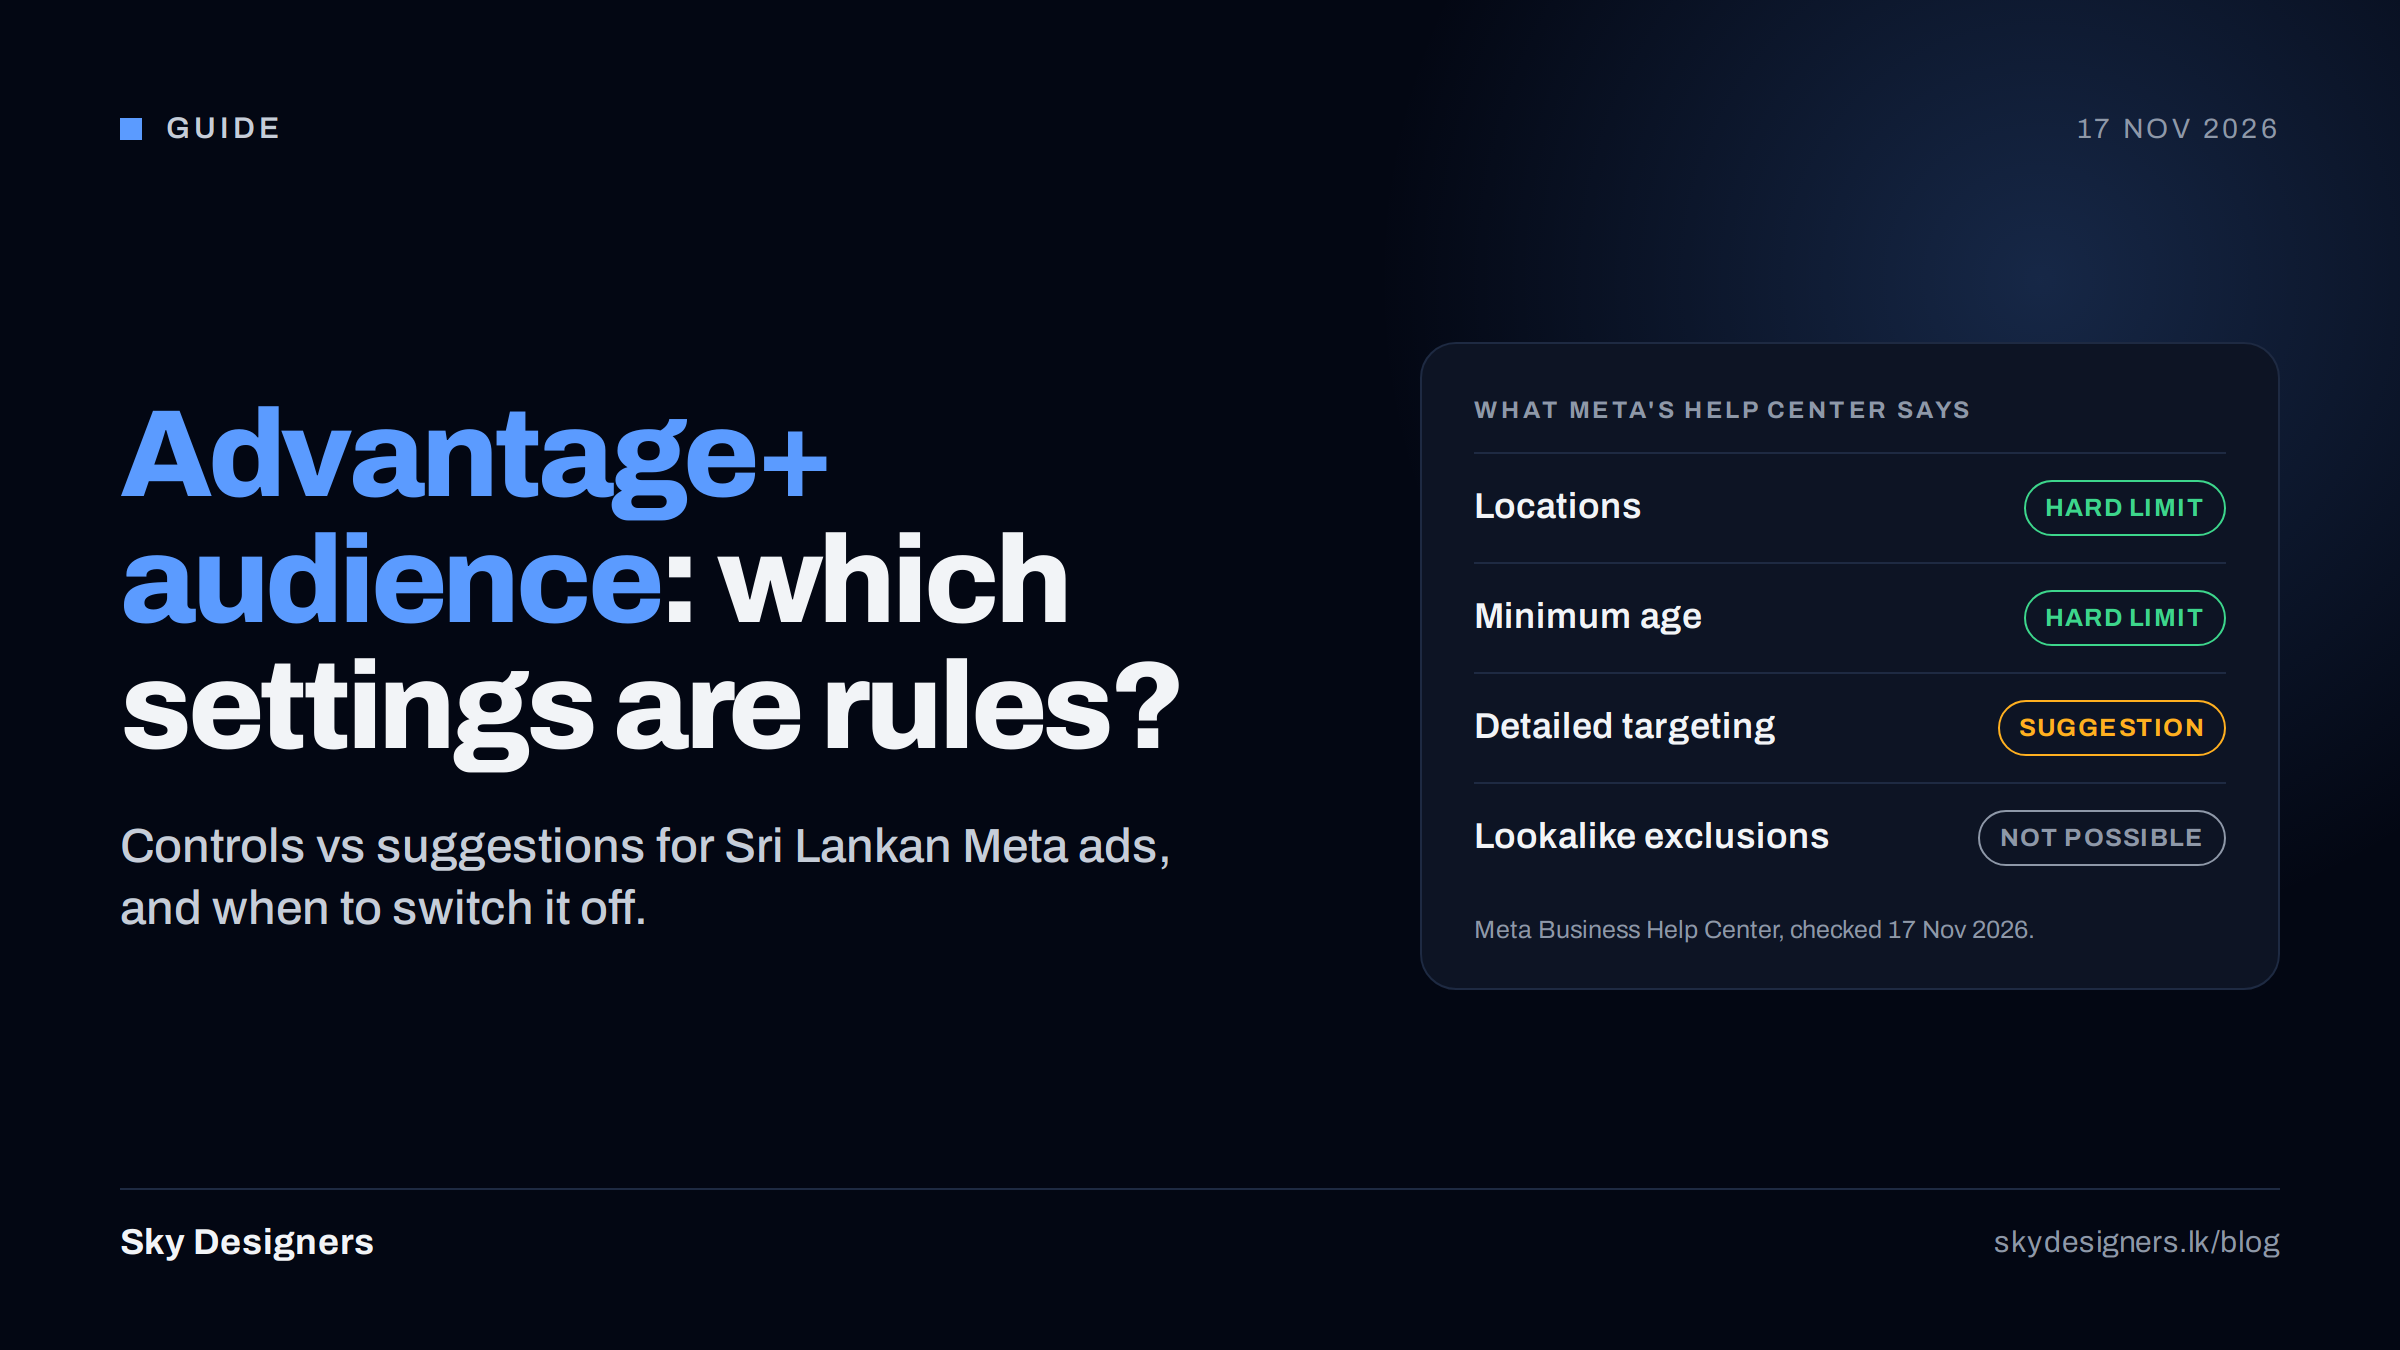 GUIDE
17 NOV 2026
Advantage+
audience: which
settings are rules?
Controls vs suggestions for Sri Lankan Meta ads,
and when to switch it off.
WHAT META'S HELP CENTER SAYS
Locations HARD LIMIT
Minimum age HARD LIMIT
Detailed targeting SUGGESTION
Lookalike exclusions NOT POSSIBLE
Meta Business Help Center, checked 17 Nov 2026.
Sky Designers
skydesigners.lk/blog